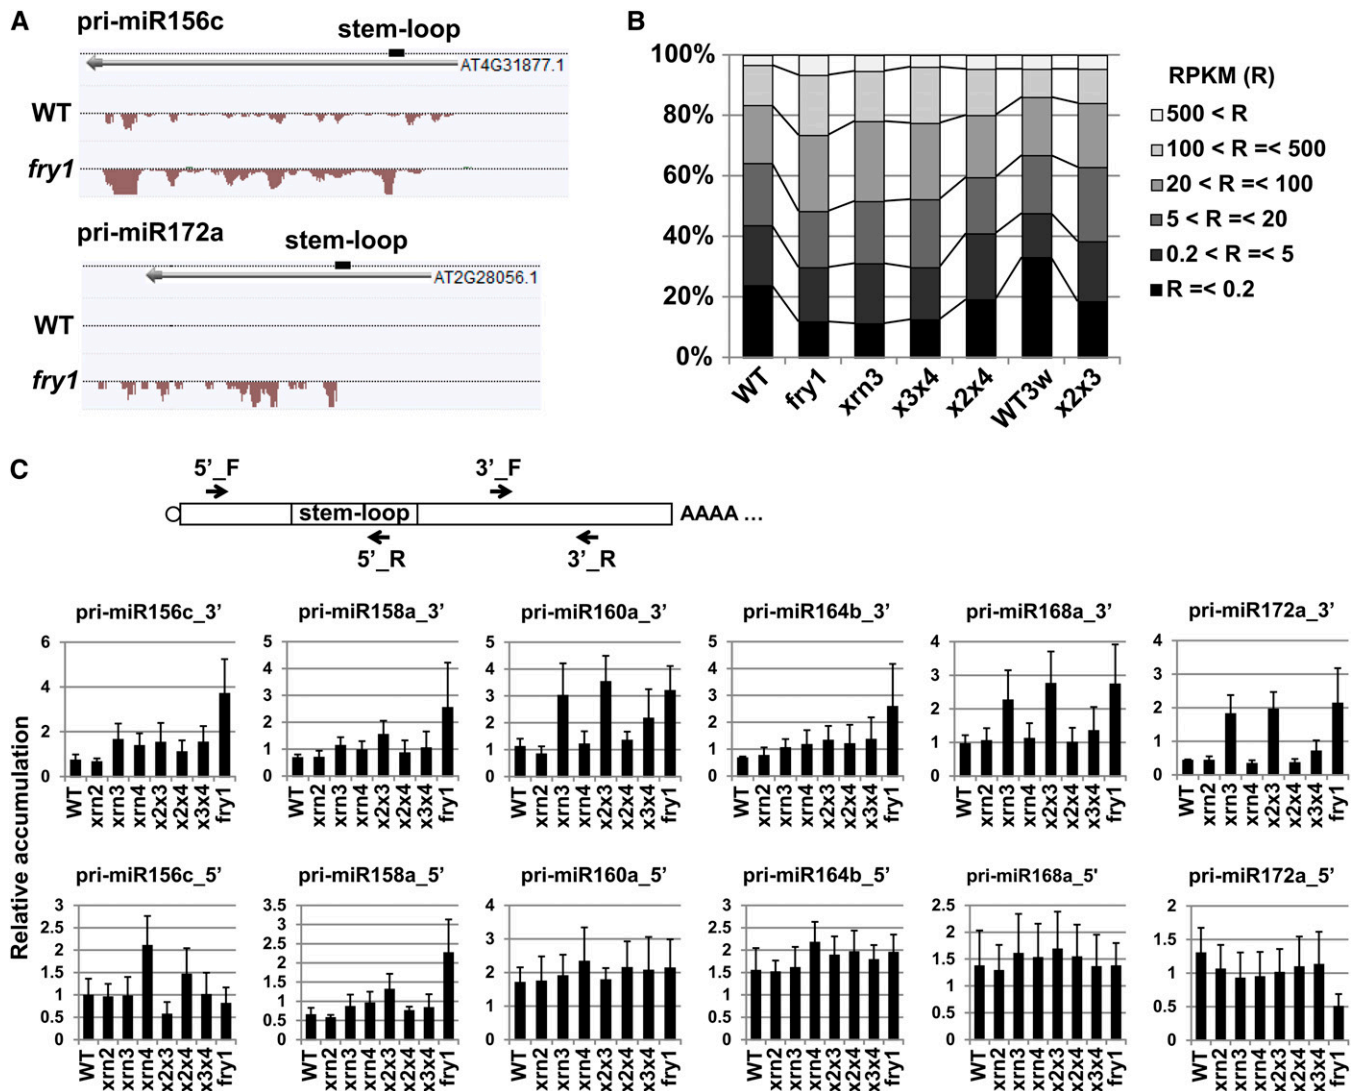 A
pri-miR156c
stem-loop
AT4G31877.1
WT
fry1
pri-miR172a
stem-loop
AT2G28056.1
WT
fry1
B
100%
80%
60%
40%
20%
0%
WT
fry1
xrn3
x3x4
x2x4
WT3w
x2x3
RPKM (R)
500 < R
100 < R =< 500
20 < R =< 100
5 < R =< 20
0.2 < R =< 5
R =< 0.2
C
5'_F
3'_F
stem-loop
AAAA ...
5'_R
3'_R
Relative accumulation
pri-miR156c_3'
6
4
2
0
WT
xrn2
xrn3
xrn4
x2x3
x2x4
x3x4
fry1
pri-miR158a_3'
5
4
3
2
1
0
WT
xrn2
xrn3
xrn4
x2x3
x2x4
x3x4
fry1
pri-miR160a_3'
5
4
3
2
1
0
WT
xrn2
xrn3
xrn4
x2x3
x2x4
x3x4
fry1
pri-miR164b_3'
5
4
3
2
1
0
WT
xrn2
xrn3
xrn4
x2x3
x2x4
x3x4
fry1
pri-miR168a_3'
4
3
2
1
0
WT
xrn2
xrn3
xrn4
x2x3
x2x4
x3x4
fry1
pri-miR172a_3'
4
3
2
1
0
WT
xrn2
xrn3
xrn4
x2x3
x2x4
x3x4
fry1
pri-miR156c_5'
3
2.5
2
1.5
1
0.5
0
WT
xrn2
xrn3
xrn4
x2x3
x2x4
x3x4
fry1
pri-miR158a_5'
3.5
3
2.5
2
1.5
1
0.5
0
WT
xrn2
xrn3
xrn4
x2x3
x2x4
x3x4
fry1
pri-miR160a_5'
4
3
2
1
0
WT
xrn2
xrn3
xrn4
x2x3
x2x4
x3x4
fry1
pri-miR164b_5'
3
2.5
2
1.5
1
0.5
0
WT
xrn2
xrn3
xrn4
x2x3
x2x4
x3x4
fry1
pri-miR168a_5'
2.5
2
1.5
1
0.5
0
WT
xrn2
xrn3
xrn4
x2x3
x2x4
x3x4
fry1
pri-miR172a_5'
2
1.5
1
0.5
0
WT
xrn2
xrn3
xrn4
x2x3
x2x4
x3x4
fry1